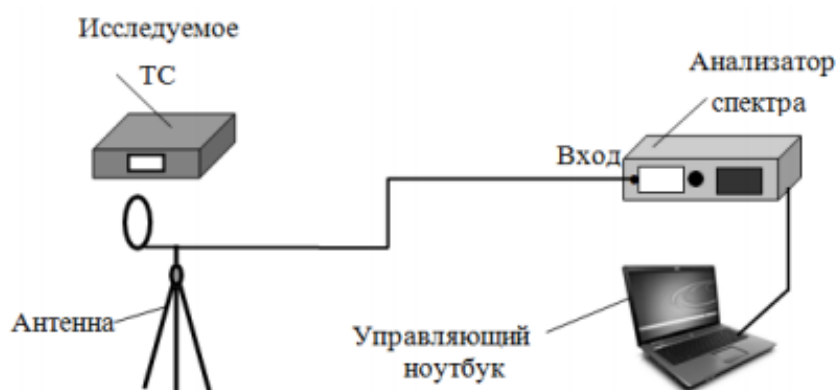 Исследуемое
ТС
Анализатор
спектра
Вход
Антенна
Управляющий
ноутбук